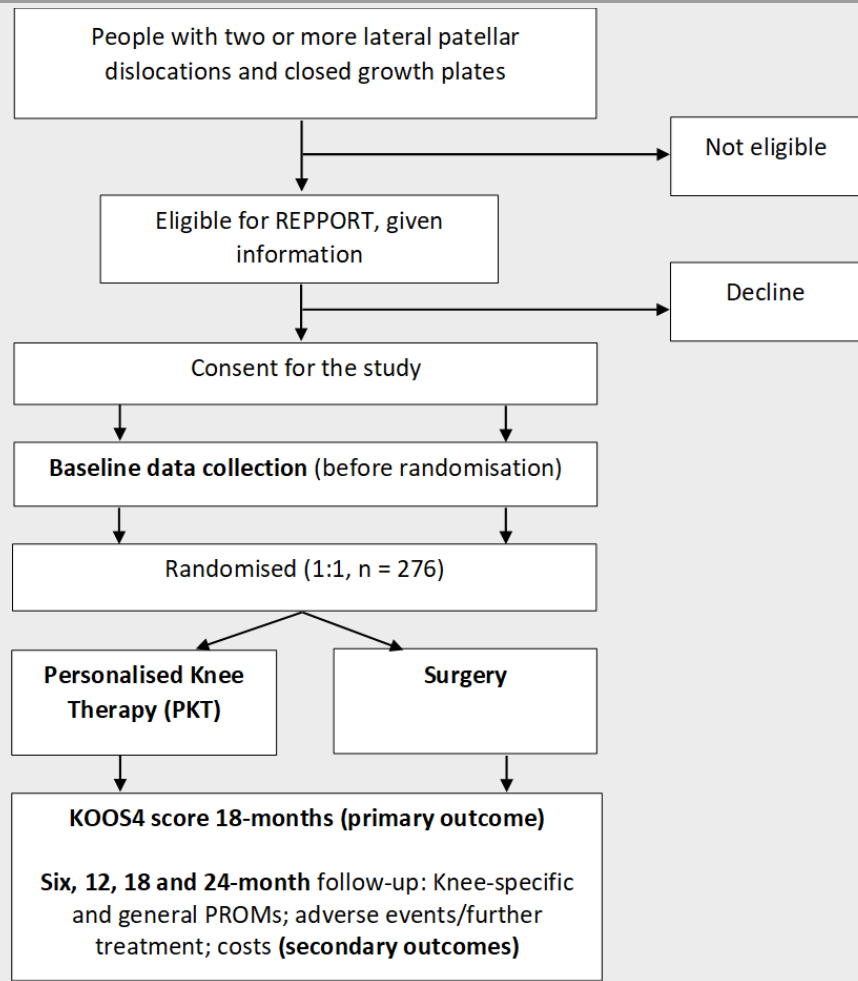 People with two or more lateral patellar
dislocations and closed growth plates
Not eligible
Eligible for REPPORT, given
information
Decline
Consent for the study
Baseline data collection (before randomisation)
Randomised (1:1, n = 276)
Personalised Knee
Therapy (PKT)
Surgery
KOOS4 score 18-months (primary outcome)
Six, 12, 18 and 24-month follow-up: Knee-specific
and general PROMs; adverse events/further
treatment; costs (secondary outcomes)